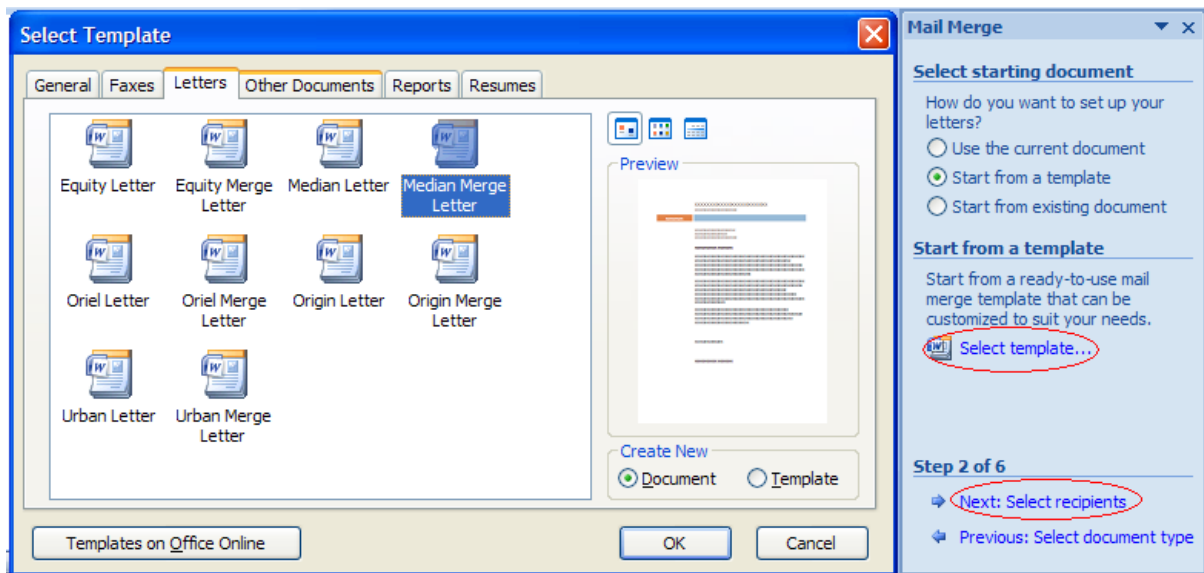 Select Template
General Faxes Letters Other Documents Reports Resumes
Equity Letter
Equity Merge
Letter
Median Letter
Median Merge
Letter
Oriel Letter
Oriel Merge
Letter
Origin Letter
Origin Merge
Letter
Urban Letter
Urban Merge
Letter
Preview
Create New
Document Template
Templates on Office Online
OK
Cancel
Mail Merge
Select starting document
How do you want to set up your
letters?
Use the current document
Start from a template
Start from existing document
Start from a template
Start from a ready-to-use mail
merge template that can be
customized to suit your needs.
Select template...
Step 2 of 6
Next: Select recipients
Previous: Select document type